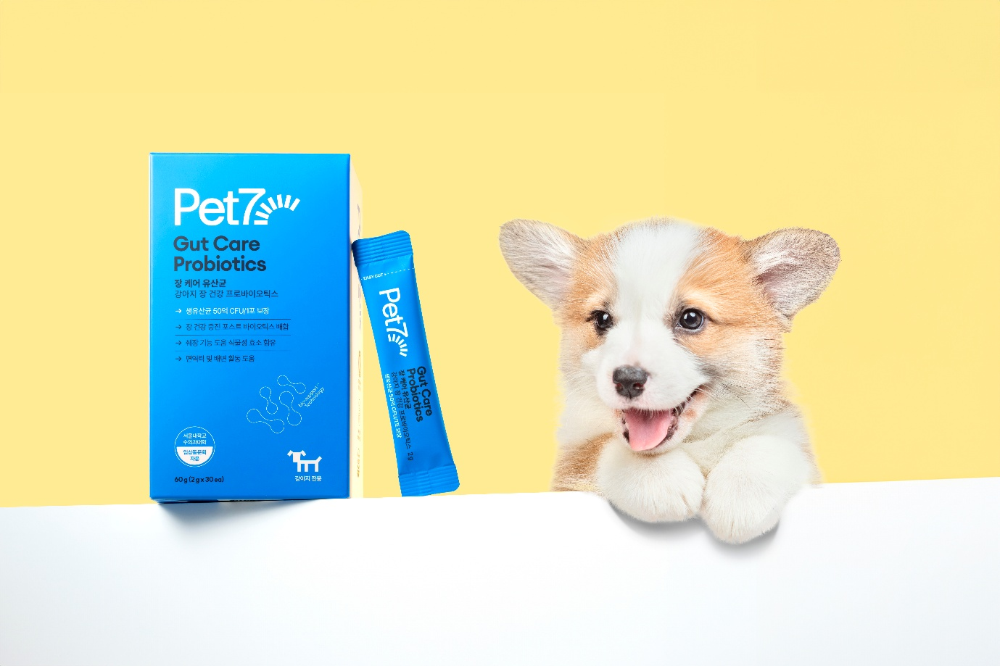 Pet7
Gut Care
Probiotics
장 케어 유산균
강아지 장 건강 프로바이오틱스
→ 생유산균 50억 CFU/1포 보장
→ 장 건강 증진 포스트 바이오틱스 배합
→ 췌장 기능 도움 식물성 효소 함유
→ 면역력 및 배변 활동 도움
bio-support
Technology
서울대학교
수의과대학
임상동문회
자문
60g (2g x 30ea)
강아지 전용
EASY CUT
Pet7
Gut Care
Probiotics
장 케어 유산균
강아지 장 건강 프로바이오틱스 2g
생유산균 50억 CFU/1포 보장